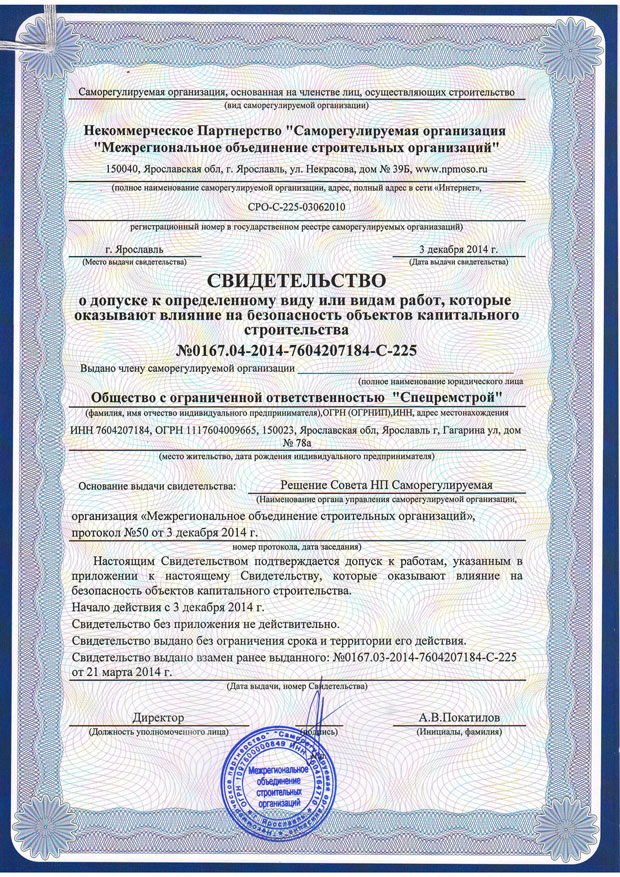 Саморегулируемая организация, основанная на членстве лиц, осуществляющих строительство
(вид саморегулируемой организации)
Некоммерческое Партнерство "Саморегулируемая организация
"Межрегиональное объединение строительных организаций"
150040, Ярославская обл, г. Ярославль, ул. Некрасова, дом № 39Б, www.npmoso.ru
(полное наименование саморегулируемой организации, адрес, полный адрес в сети «Интернет»,
СРО-С-225-03062010
регистрационный номер в государственном реестре саморегулируемых органиазаций)
г. Ярославль
3 декабря 2014 г.
(Место выдачи свидетельства)
(Дата выдачи свидетельства)
СВИДЕТЕЛЬСТВО
о допуске к определенному виду или видам работ, которые
оказывают влияние на безопасность объектов капитального
строительства
№0167.04-2014-7604207184-С-225
Выдано члену саморегулируемой организации
(полное наименование юридического лица
Общество с ограниченной ответственностью "Спецремстрой"
(фамилия, имя отчество индивидуального предпринимателя),ОГРН (ОГРНИП),ИНН, адрес местонахождения
ИНН 7604207184, ОГРН 1117604009665, 150023, Ярославская обл, Ярославль г, Гагарина ул, дом
№ 78а
(место жительство, дата рождения индивидуального предпринимателя)
Основание выдачи свидетельства: Решение Совета НП Саморегулируемая
(Наименование органа управления саморегулируемой организации,
организация «Межрегиональное объединение строительных организаций»,
протокол №50 от 3 декабря 2014 г.
номер протокола, дата заседания)
Настоящим Свидетельством подтверждается допуск к работам, указанным в
приложении к настоящему Свидетельству, которые оказывают влияние на
безопасность объектов капитального строительства.
Начало действия с 3 декабря 2014 г.
Свидетельство без приложения не действительно.
Свидетельство выдано без ограничения срока и территории его действия.
Свидетельство выдано взамен ранее выданного: №0167.03-2014-7604207184-С-225
от 21 марта 2014 г.
(Дата выдачи, номер Свидетельства)
Директор
А.В.Покатилов
(Должность уполномоченного лица)
(подпись)
(Инициалы, фамилия)
Межрегиональное
объединение
строительных
организаций